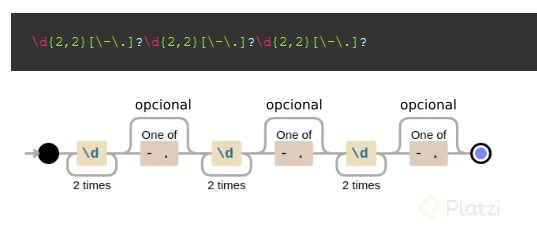 \d{2,2}[\-\.]?\d{2,2}[\-\.]?\d{2,2}[\-\.]?
opcional opcional opcional
One of One of One of
\d - . \d - . \d - .
2 times 2 times 2 times
Platzi